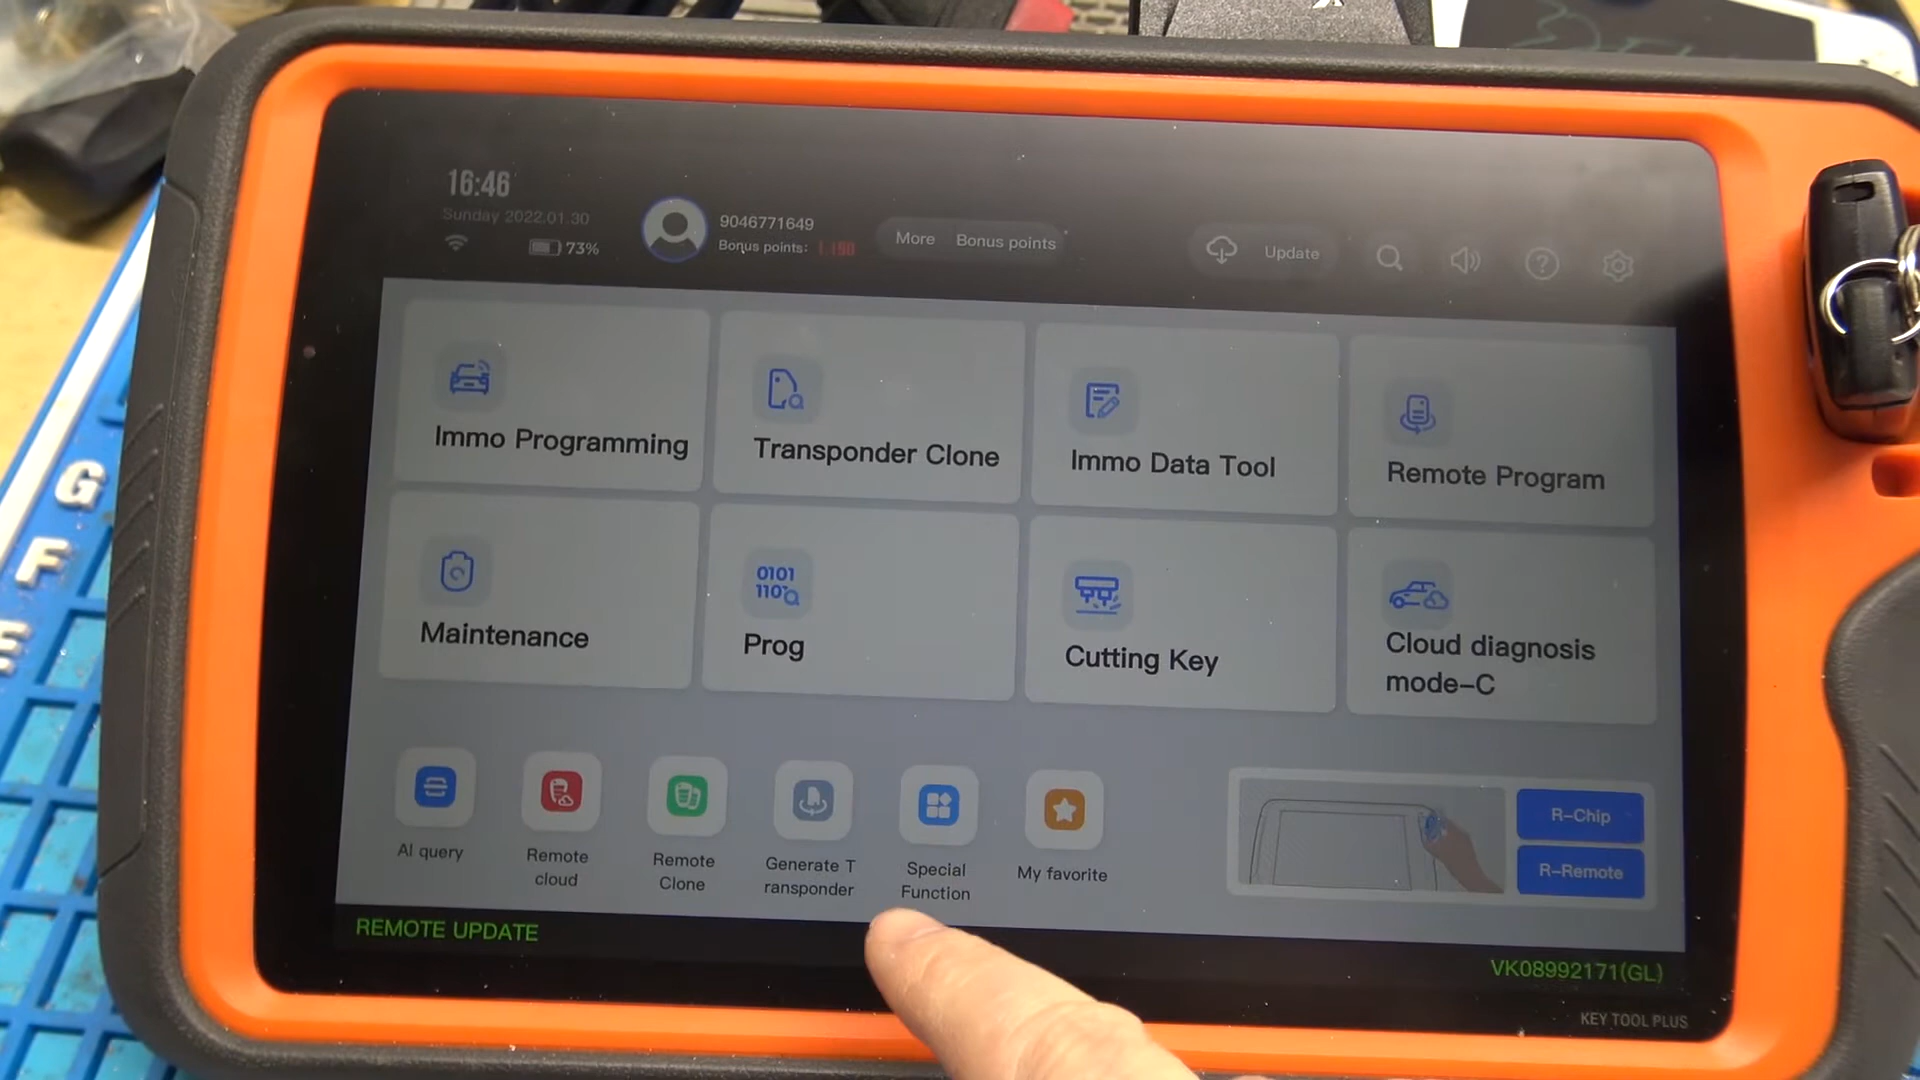 16:46
Sunday 2022.01.30
73%
9046771649
Bonus points:
More Bonus points
Update
Immo Programming
Transponder Clone
Immo Data Tool
Remote Program
Maintenance
0101
110
Prog
Cutting Key
Cloud diagnosis
mode-C
AI query
Remote
cloud
Remote
Clone
Generate T
ransponder
Special
Function
My favorite
R-Chip
R-Remote
REMOTE UPDATE
VK08992171(GL)
KEY TOOL PLUS
G
F
E